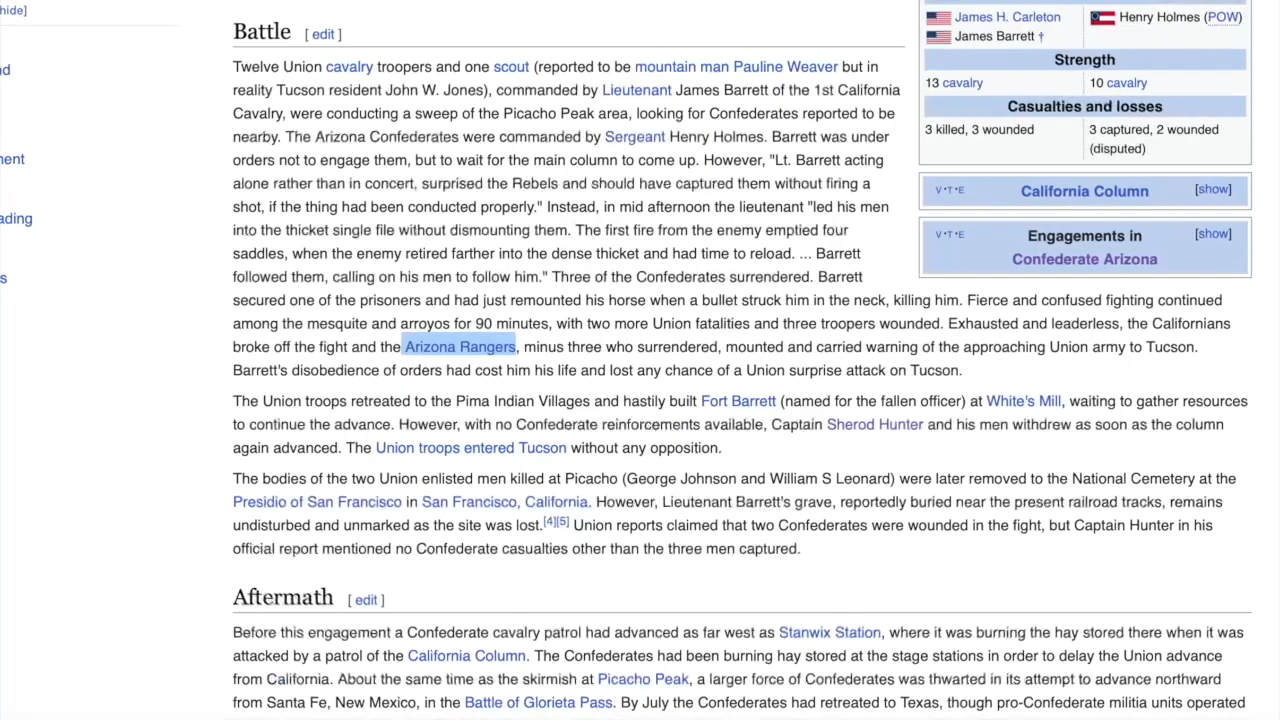 hide]
nd
ment
ading
s
Battle [ edit ]
Twelve Union cavalry troopers and one scout (reported to be mountain man Pauline Weaver but in
reality Tucson resident John W. Jones), commanded by Lieutenant James Barrett of the 1st California
Cavalry, were conducting a sweep of the Picacho Peak area, looking for Confederates reported to be
nearby. The Arizona Confederates were commanded by Sergeant Henry Holmes. Barrett was under
orders not to engage them, but to wait for the main column to come up. However, "Lt. Barrett acting
alone rather than in concert, surprised the Rebels and should have captured them without firing a
shot, if the thing had been conducted properly." Instead, in mid afternoon the lieutenant "led his men
into the thicket single file without dismounting them. The first fire from the enemy emptied four
saddles, when the enemy retired farther into the dense thicket and had time to reload. ... Barrett
followed them, calling on his men to follow him." Three of the Confederates surrendered. Barrett
secured one of the prisoners and had just remounted his horse when a bullet struck him in the neck, killing him. Fierce and confused fighting continued
among the mesquite and arroyos for 90 minutes, with two more Union fatalities and three troopers wounded. Exhausted and leaderless, the Californians
broke off the fight and the Arizona Rangers, minus three who surrendered, mounted and carried warning of the approaching Union army to Tucson.
Barrett's disobedience of orders had cost him his life and lost any chance of a Union surprise attack on Tucson.
The Union troops retreated to the Pima Indian Villages and hastily built Fort Barrett (named for the fallen officer) at White's Mill, waiting to gather resources
to continue the advance. However, with no Confederate reinforcements available, Captain Sherod Hunter and his men withdrew as soon as the column
again advanced. The Union troops entered Tucson without any opposition.
The bodies of the two Union enlisted men killed at Picacho (George Johnson and William S Leonard) were later removed to the National Cemetery at the
Presidio of San Francisco in San Francisco, California. However, Lieutenant Barrett's grave, reportedly buried near the present railroad tracks, remains
undisturbed and unmarked as the site was lost.[4][5] Union reports claimed that two Confederates were wounded in the fight, but Captain Hunter in his
official report mentioned no Confederate casualties other than the three men captured.
Aftermath [ edit ]
Before this engagement a Confederate cavalry patrol had advanced as far west as Stanwix Station, where it was burning the hay stored there when it was
attacked by a patrol of the California Column. The Confederates had been burning hay stored at the stage stations in order to delay the Union advance
from California. About the same time as the skirmish at Picacho Peak, a larger force of Confederates was thwarted in its attempt to advance northward
from Santa Fe, New Mexico, in the Battle of Glorieta Pass. By July the Confederates had retreated to Texas, though pro-Confederate militia units operated
James H. Carleton Henry Holmes (POW)
James Barrett †
Strength
13 cavalry 10 cavalry
Casualties and losses
3 killed, 3 wounded 3 captured, 2 wounded
(disputed)
V·T·E California Column [show]
V·T·E Engagements in [show]
Confederate Arizona